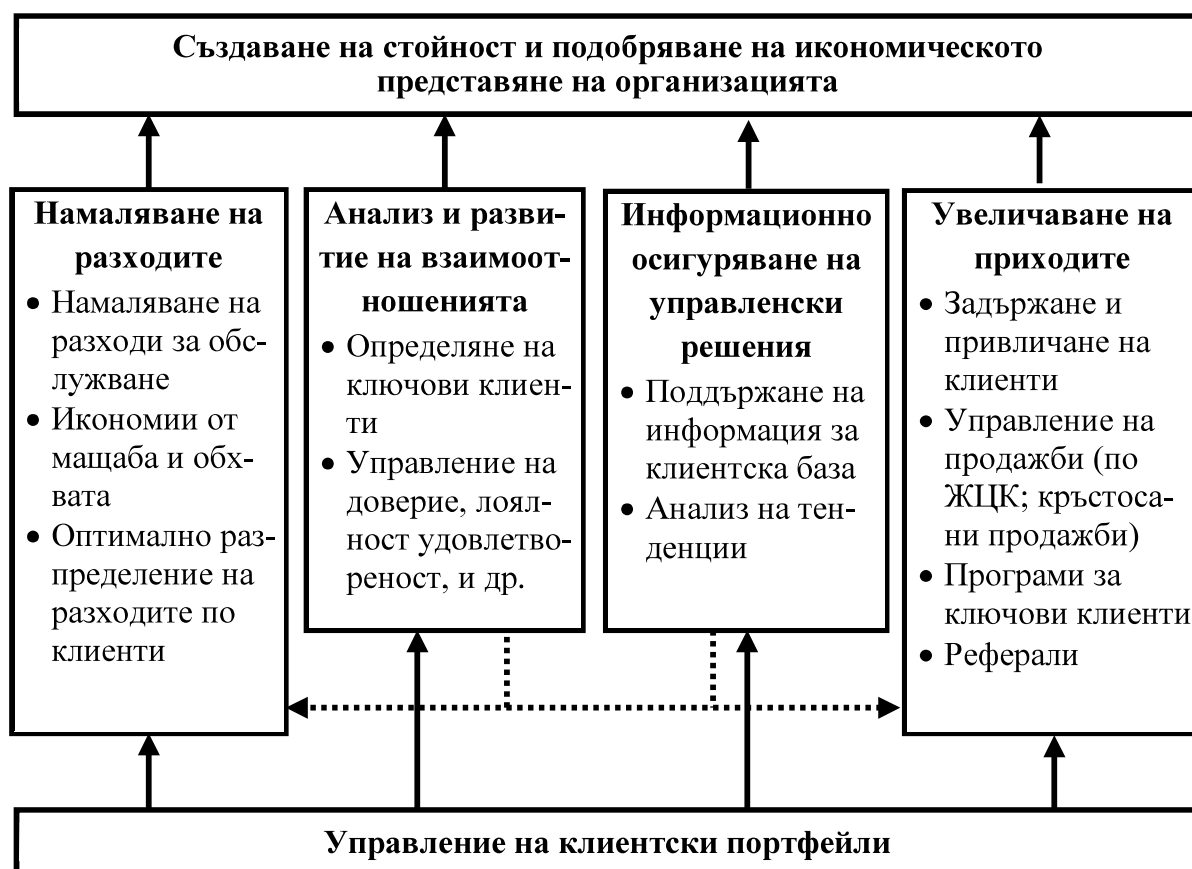 Създаване на стойност и подобряване на икономическото
представяне на организацията
Намаляване на
разходите
• Намаляване на
разходи за обс-
лужване
• Икономии от
мащаба и обх-
вата
• Оптимално раз-
пределение на
разходите по
клиенти
Анализ и разви-
тие на взаимоот-
ношенията
• Определяне на
ключови клиен-
ти
• Управление на
доверие, лоял-
ност удовлетво-
реност, и др.
Информационно
осигуряване на
управленски
решения
• Поддържане на
информация за
клиентска база
• Анализ на тен-
денции
Увеличаване на
приходите
• Задържане и
привличане на
клиенти
• Управление на
продажби (по
ЖЦК; кръстоса-
ни продажби)
• Програми за
ключови клиенти
• Реферали
Управление на клиентски портфейли